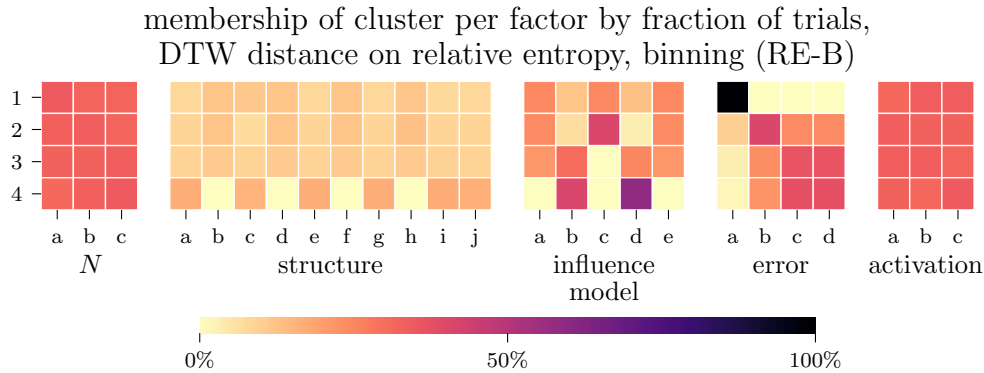 membership of cluster per factor by fraction of trials,
DTW distance on relative entropy, binning (RE-B)
1
2
3
4
a b c
a b c d e f g h i j
a b c d e
a b c d
a b c
N
structure
influence
model
error
activation
0% 50% 100%